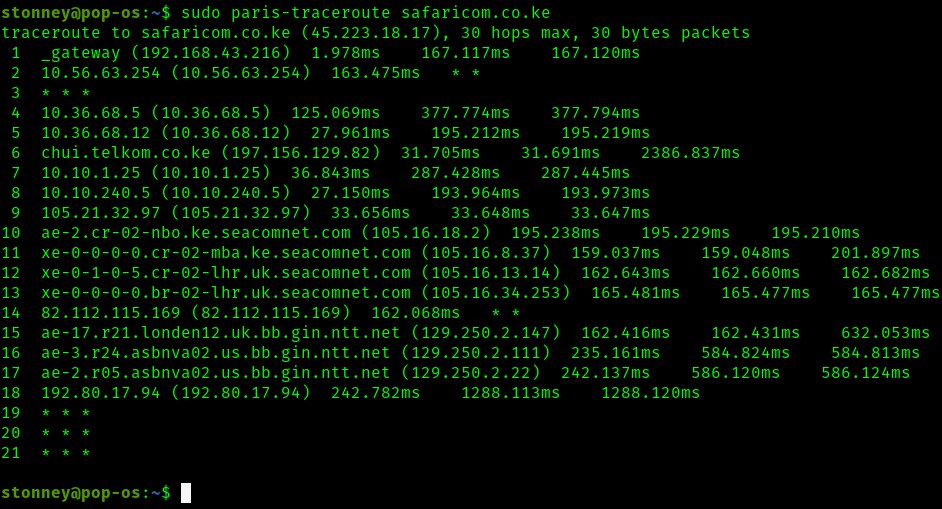 stonney@pop-os:~$ sudo paris-traceroute safaricom.co.ke
traceroute to safaricom.co.ke (45.223.18.17), 30 hops max, 30 bytes packets
1 _gateway (192.168.43.216) 1.978ms 167.117ms 167.120ms
2 10.56.63.254 (10.56.63.254) 163.475ms * *
3 * * *
4 10.36.68.5 (10.36.68.5) 125.069ms 377.774ms 377.794ms
5 10.36.68.12 (10.36.68.12) 27.961ms 195.212ms 195.219ms
6 chui.telkom.co.ke (197.156.129.82) 31.705ms 31.691ms 2386.837ms
7 10.10.1.25 (10.10.1.25) 36.843ms 287.428ms 287.445ms
8 10.10.240.5 (10.10.240.5) 27.150ms 193.964ms 193.973ms
9 105.21.32.97 (105.21.32.97) 33.656ms 33.648ms 33.647ms
10 ae-2.cr-02-nbo.ke.seacomnet.com (105.16.18.2) 195.238ms 195.229ms 195.210ms
11 xe-0-0-0-0.cr-02-mba.ke.seacomnet.com (105.16.8.37) 159.037ms 159.048ms 201.897ms
12 xe-0-1-0-5.cr-02-lhr.uk.seacomnet.com (105.16.13.14) 162.643ms 162.660ms 162.682ms
13 xe-0-0-0-0.br-02-lhr.uk.seacomnet.com (105.16.34.253) 165.481ms 165.477ms 165.477ms
14 82.112.115.169 (82.112.115.169) 162.068ms * *
15 ae-17.r21.londen12.uk.bb.gin.ntt.net (129.250.2.147) 162.416ms 162.431ms 632.053ms
16 ae-3.r24.asbnva02.us.bb.gin.ntt.net (129.250.2.111) 235.161ms 584.824ms 584.813ms
17 ae-2.r05.asbnva02.us.bb.gin.ntt.net (129.250.2.22) 242.137ms 586.120ms 586.124ms
18 192.80.17.94 (192.80.17.94) 242.782ms 1288.113ms 1288.120ms
19 * * *
20 * * *
21 * * *
stonney@pop-os:~$